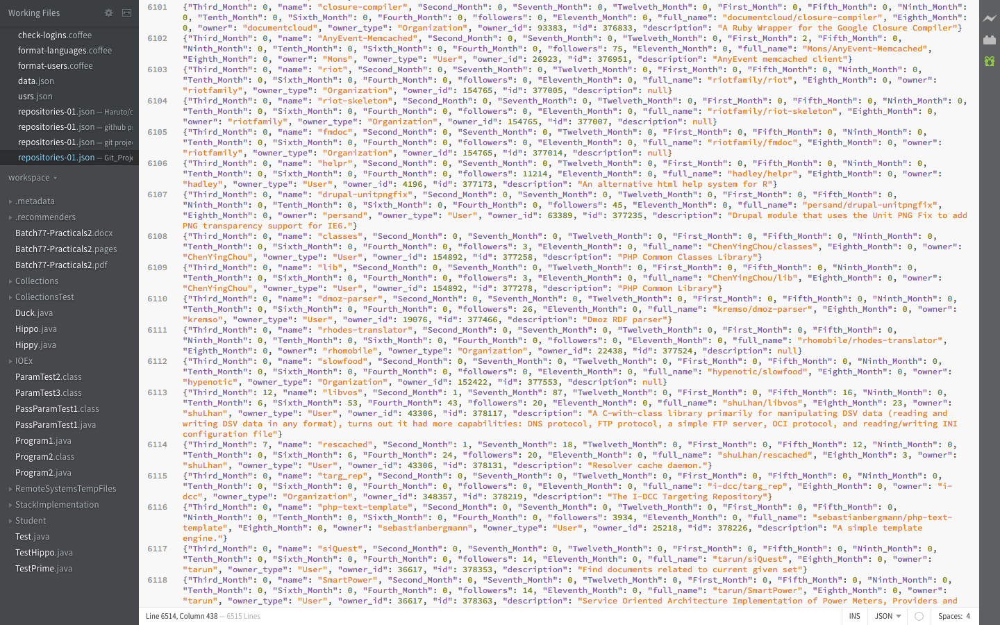 Working Files
check-logins.coffee
format-languages.coffee
format-users.coffee
data.json
usrs.json
repositories-01.json — Haruto/c
repositories-01.json — github p
repositories-01.json — git proje
repositories-01.json — Git_Proje
workspace
.metadata
.recommenders
Batch77-Practicals2.docx
Batch77-Practicals2.pages
Batch77-Practicals2.pdf
Collections
CollectionsTest
Duck.java
Hippo.java
Hippy.java
IOEx
ParamTest2.class
ParamTest3.class
PassParamTest1.class
PassParamTest1.java
Program1.java
Program2.class
Program2.java
RemoteSystemsTempFiles
StackImplementation
Student
Test.java
TestHippo.java
TestPrime.java
6101 {"Third_Month": 0, "name": "closure-compiler", "Second_Month": 0, "Seventh_Month": 0, "Twelveth_Month": 0, "First_Month": 0, "Fifth_Month": 0, "Ninth_Month":
0, "Tenth_Month": 0, "Sixth_Month": 0, "Fourth_Month": 0, "followers": 0, "Eleventh_Month": 0, "full_name": "documentcloud/closure-compiler", "Eighth_Month":
0, "owner": "documentcloud", "owner_type": "Organization", "owner_id": 93383, "id": 376833, "description": "A Ruby Wrapper for the Google Closure Compiler"}
6102 {"Third_Month": 0, "name": "AnyEvent-Memcached", "Second_Month": 0, "Seventh_Month": 0, "Twelveth_Month": 0, "First_Month": 2, "Fifth_Month": 0,
"Ninth_Month": 0, "Tenth_Month": 0, "Sixth_Month": 0, "Fourth_Month": 0, "followers": 75, "Eleventh_Month": 0, "full_name": "Mons/AnyEvent-Memcached",
"Eighth_Month": 0, "owner": "Mons", "owner_type": "User", "owner_id": 26923, "id": 376951, "description": "AnyEvent memcached client"}
6103 {"Third_Month": 0, "name": "riot", "Second_Month": 0, "Seventh_Month": 0, "Twelveth_Month": 0, "First_Month": 0, "Fifth_Month": 0, "Ninth_Month": 0,
"Tenth_Month": 0, "Sixth_Month": 0, "Fourth_Month": 0, "followers": 0, "Eleventh_Month": 0, "full_name": "riotfamily/riot", "Eighth_Month": 0, "owner":
"riotfamily", "owner_type": "Organization", "owner_id": 154765, "id": 377005, "description": null}
6104 {"Third_Month": 0, "name": "riot-skeleton", "Second_Month": 0, "Seventh_Month": 0, "Twelveth_Month": 0, "First_Month": 0, "Fifth_Month": 0, "Ninth_Month": 0,
"Tenth_Month": 0, "Sixth_Month": 0, "Fourth_Month": 0, "followers": 0, "Eleventh_Month": 0, "full_name": "riotfamily/riot-skeleton", "Eighth_Month": 0,
"owner": "riotfamily", "owner_type": "Organization", "owner_id": 154765, "id": 377007, "description": null}
6105 {"Third_Month": 0, "name": "fmdoc", "Second_Month": 0, "Seventh_Month": 0, "Twelveth_Month": 0, "First_Month": 0, "Fifth_Month": 0, "Ninth_Month": 0,
"Tenth_Month": 0, "Sixth_Month": 0, "Fourth_Month": 0, "followers": 0, "Eleventh_Month": 0, "full_name": "riotfamily/fmdoc", "Eighth_Month": 0, "owner":
"riotfamily", "owner_type": "Organization", "owner_id": 154765, "id": 377014, "description": null}
6106 {"Third_Month": 0, "name": "helpr", "Second_Month": 0, "Seventh_Month": 0, "Twelveth_Month": 0, "First_Month": 0, "Fifth_Month": 0, "Ninth_Month": 0,
"Tenth_Month": 0, "Sixth_Month": 0, "Fourth_Month": 0, "followers": 11214, "Eleventh_Month": 0, "full_name": "hadley/helpr", "Eighth_Month": 0, "owner":
"hadley", "owner_type": "User", "owner_id": 4196, "id": 377173, "description": "An alternative html help system for R"}
6107 {"Third_Month": 0, "name": "drupal-unitpngfix", "Second_Month": 0, "Seventh_Month": 0, "Twelveth_Month": 0, "First_Month": 0, "Fifth_Month": 0,
"Ninth_Month": 0, "Tenth_Month": 0, "Sixth_Month": 0, "Fourth_Month": 0, "followers": 45, "Eleventh_Month": 0, "full_name": "persand/drupal-unitpngfix",
"Eighth_Month": 0, "owner": "persand", "owner_type": "User", "owner_id": 63389, "id": 377235, "description": "Drupal module that uses the Unit PNG Fix to add
PNG transparency support for IE6."}
6108 {"Third_Month": 0, "name": "classes", "Second_Month": 0, "Seventh_Month": 0, "Twelveth_Month": 0, "First_Month": 0, "Fifth_Month": 0, "Ninth_Month": 0,
"Tenth_Month": 0, "Sixth_Month": 0, "Fourth_Month": 0, "followers": 3, "Eleventh_Month": 0, "full_name": "ChenYingChou/classes", "Eighth_Month": 0, "owner":
"ChenYingChou", "owner_type": "User", "owner_id": 154892, "id": 377258, "description": "PHP Common Classes Library"}
6109 {"Third_Month": 0, "name": "lib", "Second_Month": 0, "Seventh_Month": 0, "Twelveth_Month": 0, "First_Month": 0, "Fifth_Month": 0, "Ninth_Month": 0,
"Tenth_Month": 0, "Sixth_Month": 0, "Fourth_Month": 0, "followers": 3, "Eleventh_Month": 0, "full_name": "ChenYingChou/lib", "Eighth_Month": 0, "owner":
"ChenYingChou", "owner_type": "User", "owner_id": 154892, "id": 377278, "description": "PHP Common Library"}
6110 {"Third_Month": 0, "name": "dmoz-parser", "Second_Month": 0, "Seventh_Month": 0, "Twelveth_Month": 0, "First_Month": 0, "Fifth_Month": 0, "Ninth_Month": 0,
"Tenth_Month": 0, "Sixth_Month": 0, "Fourth_Month": 0, "followers": 26, "Eleventh_Month": 0, "full_name": "kremso/dmoz-parser", "Eighth_Month": 0, "owner":
"kremso", "owner_type": "User", "owner_id": 19076, "id": 377466, "description": "Dmoz RDF parser"}
6111 {"Third_Month": 0, "name": "rhodes-translator", "Second_Month": 0, "Seventh_Month": 0, "Twelveth_Month": 0, "First_Month": 0, "Fifth_Month": 0,
"Ninth_Month": 0, "Tenth_Month": 0, "Sixth_Month": 0, "Fourth_Month": 0, "followers": 0, "Eleventh_Month": 0, "full_name": "rhomobile/rhodes-translator",
"Eighth_Month": 0, "owner": "rhomobile", "owner_type": "Organization", "owner_id": 22438, "id": 377524, "description": null}
6112 {"Third_Month": 0, "name": "slowfood", "Second_Month": 0, "Seventh_Month": 0, "Twelveth_Month": 0, "First_Month": 0, "Fifth_Month": 0, "Ninth_Month": 0,
"Tenth_Month": 0, "Sixth_Month": 0, "Fourth_Month": 0, "followers": 0, "Eleventh_Month": 0, "full_name": "hypenotic/slowfood", "Eighth_Month": 0, "owner":
"hypenotic", "owner_type": "Organization", "owner_id": 152422, "id": 377553, "description": null}
6113 {"Third_Month": 12, "name": "libvos", "Second_Month": 1, "Seventh_Month": 87, "Twelveth_Month": 0, "First_Month": 0, "Fifth_Month": 16, "Ninth_Month": 0,
"Tenth_Month": 6, "Sixth_Month": 53, "Fourth_Month": 43, "followers": 20, "Eleventh_Month": 0, "full_name": "shuLhan/libvos", "Eighth_Month": 23, "owner":
"shuLhan", "owner_type": "User", "owner_id": 43306, "id": 378117, "description": "A C-with-class library primarily for manipulating DSV data (reading and
writing DSV data in any format), turns out it had more capabilities: DNS protocol, FTP protocol, a simple FTP server, OCI protocol, and reading/writing INI
configuration file"}
6114 {"Third_Month": 7, "name": "rescached", "Second_Month": 1, "Seventh_Month": 18, "Twelveth_Month": 0, "First_Month": 0, "Fifth_Month": 12, "Ninth_Month": 0,
"Tenth_Month": 0, "Sixth_Month": 6, "Fourth_Month": 24, "followers": 20, "Eleventh_Month": 0, "full_name": "shuLhan/rescached", "Eighth_Month": 3, "owner":
"shuLhan", "owner_type": "User", "owner_id": 43306, "id": 378131, "description": "Resolver cache daemon."}
6115 {"Third_Month": 0, "name": "targ_rep", "Second_Month": 0, "Seventh_Month": 0, "Twelveth_Month": 0, "First_Month": 0, "Fifth_Month": 0, "Ninth_Month": 0,
"Tenth_Month": 0, "Sixth_Month": 0, "Fourth_Month": 0, "followers": 0, "Eleventh_Month": 0, "full_name": "i-dcc/targ_rep", "Eighth_Month": 0, "owner": "i-
dcc", "owner_type": "Organization", "owner_id": 348357, "id": 378219, "description": "The I-DCC Targeting Repository"}
6116 {"Third_Month": 0, "name": "php-text-template", "Second_Month": 0, "Seventh_Month": 0, "Twelveth_Month": 0, "First_Month": 0, "Fifth_Month": 0,
"Ninth_Month": 0, "Tenth_Month": 0, "Sixth_Month": 0, "Fourth_Month": 0, "followers": 3934, "Eleventh_Month": 0, "full_name": "sebastianbergmann/php-text-
template", "Eighth_Month": 0, "owner": "sebastianbergmann", "owner_type": "User", "owner_id": 25218, "id": 378226, "description": "A simple template
engine."}
6117 {"Third_Month": 0, "name": "siQuest", "Second_Month": 0, "Seventh_Month": 0, "Twelveth_Month": 0, "First_Month": 0, "Fifth_Month": 0, "Ninth_Month": 0,
"Tenth_Month": 0, "Sixth_Month": 0, "Fourth_Month": 0, "followers": 14, "Eleventh_Month": 0, "full_name": "tarun/siQuest", "Eighth_Month": 0, "owner":
"tarun", "owner_type": "User", "owner_id": 36617, "id": 378353, "description": "Find documents related to current given set"}
6118 {"Third_Month": 0, "name": "SmartPower", "Second_Month": 0, "Seventh_Month": 0, "Twelveth_Month": 0, "First_Month": 0, "Fifth_Month": 0, "Ninth_Month": 0,
"Tenth_Month": 0, "Sixth_Month": 0, "Fourth_Month": 0, "followers": 14, "Eleventh_Month": 0, "full_name": "tarun/SmartPower", "Eighth_Month": 0, "owner":
"tarun", "owner_type": "User", "owner_id": 36617, "id": 378363, "description": "Service Oriented Architecture Implementation of Power Meters, Providers and
Line 6514, Column 438 — 6515 Lines
INS
JSON
Spaces: 4